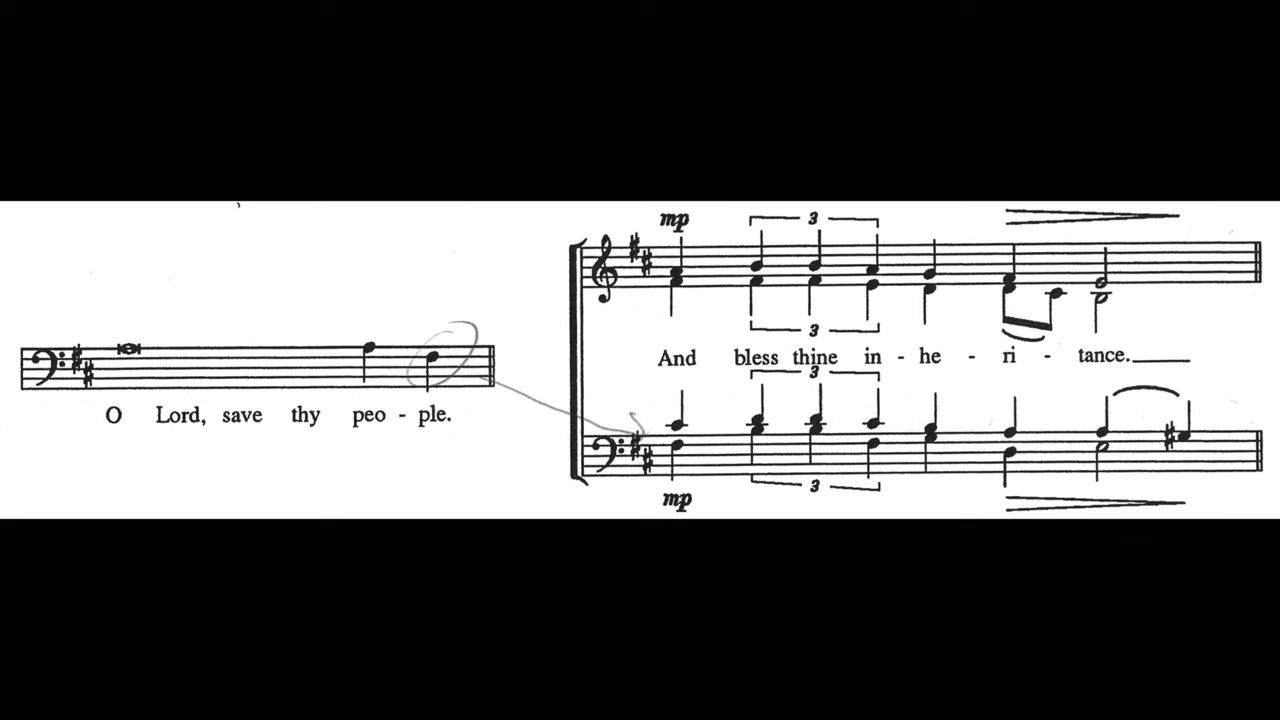 O Lord, save thy peo - ple.
mp
3
3
And bless thine in - he - ri - tance.
3
3
mp